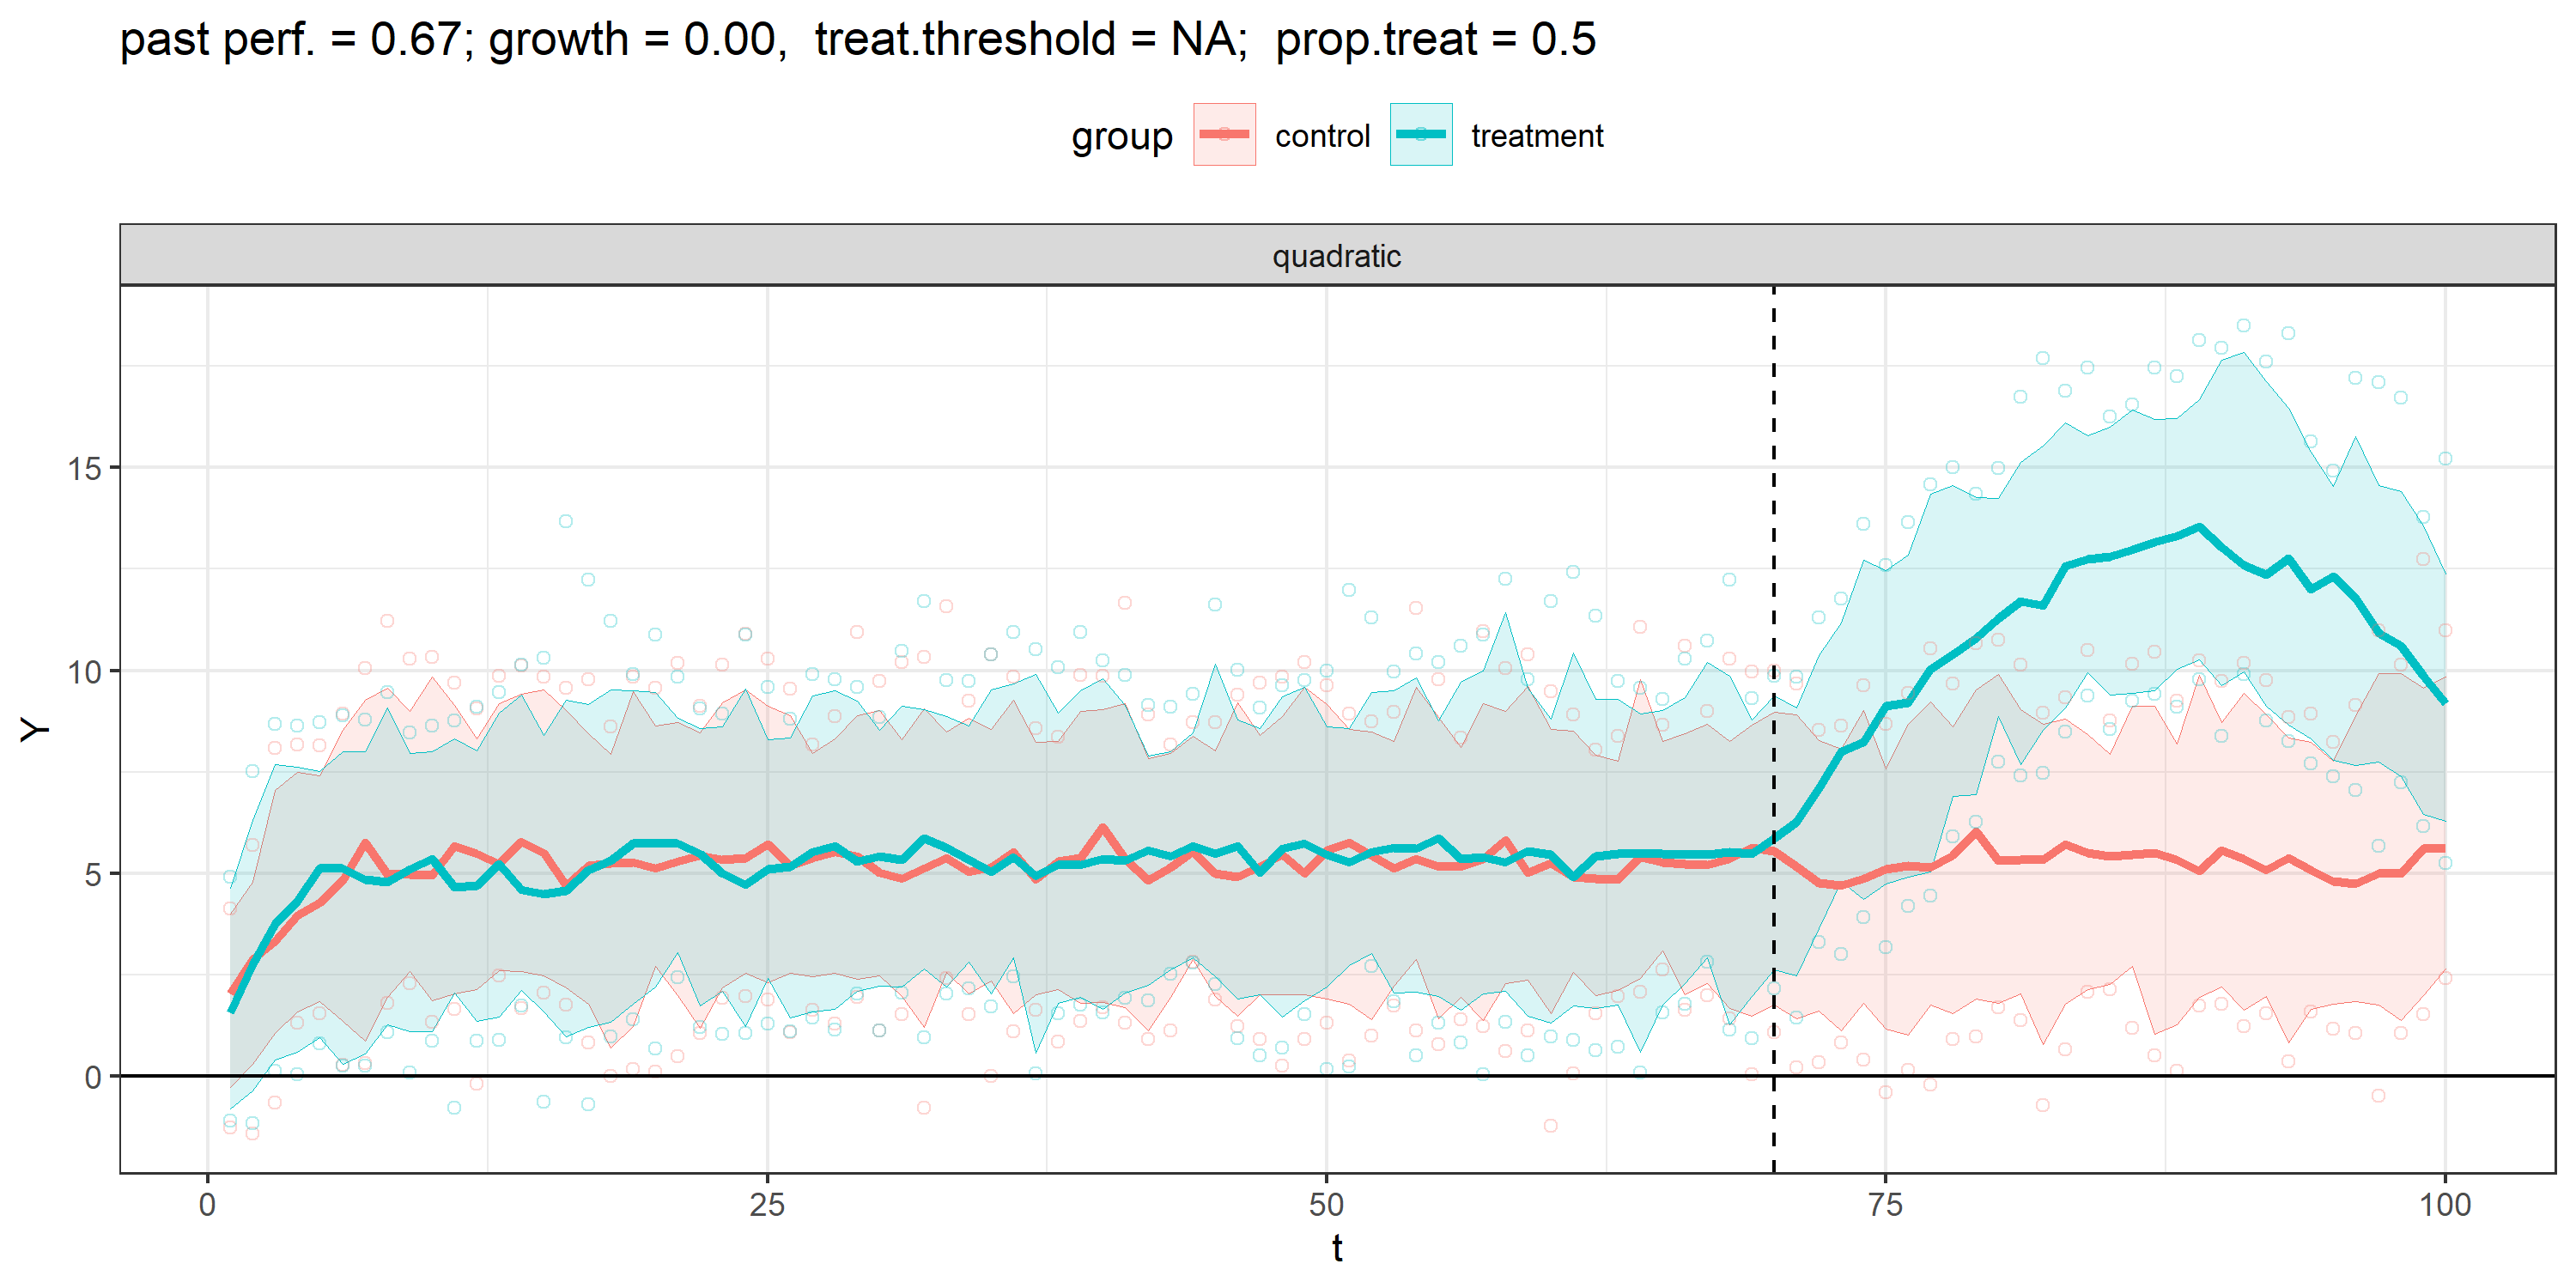 past perf. = 0.67; growth = 0.00,  treat.threshold = NA;  prop.treat = 0.5
group control treatment
quadratic
Y
15
10
5
0
0 25 50 75 100
t